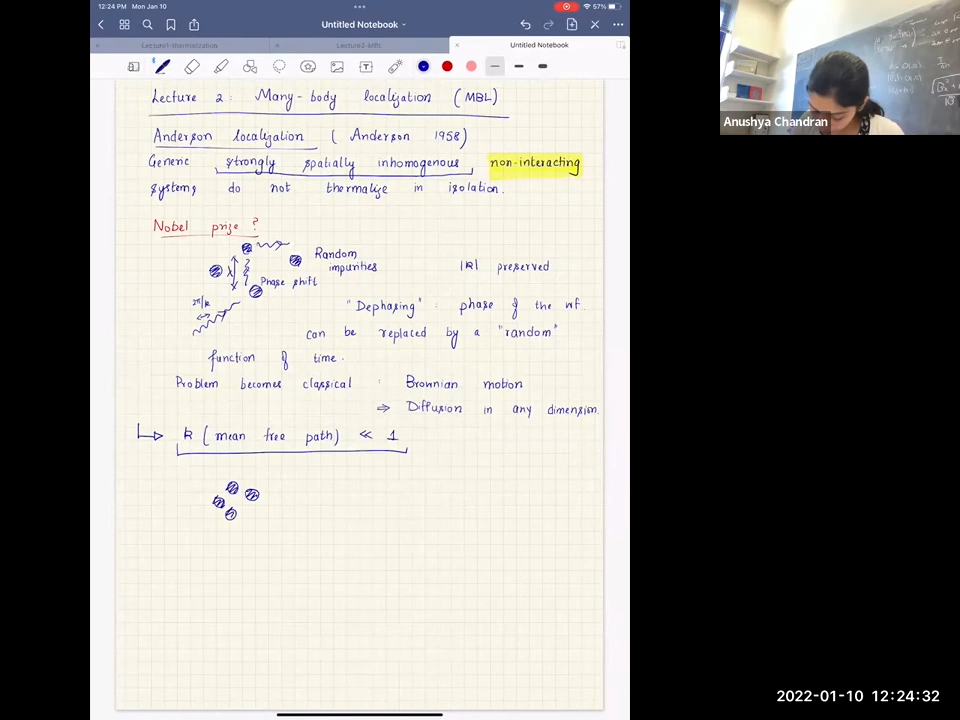 12:24 PM Mon Jan 10
57%
Untitled Notebook
Lecture1-thermalization
Lecture2-MBL
Untitled Notebook
Lecture 2: Many-body localization (MBL)
Anderson localization (Anderson 1958)
Generic strongly spatially inhomogenous non-interacting
systems do not thermalize in isolation.
Nobel prize?
Random
impurities
|k| preserved
λ
Phase shift
2π/k
"Dephasing": phase of the wf.
can be replaced by a "random"
function of time.
Problem becomes classical : Brownian motion
⇒ Diffusion in any dimension.
k (mean free path) << 1
Anushya Chandran
2022-01-10 12:24:32